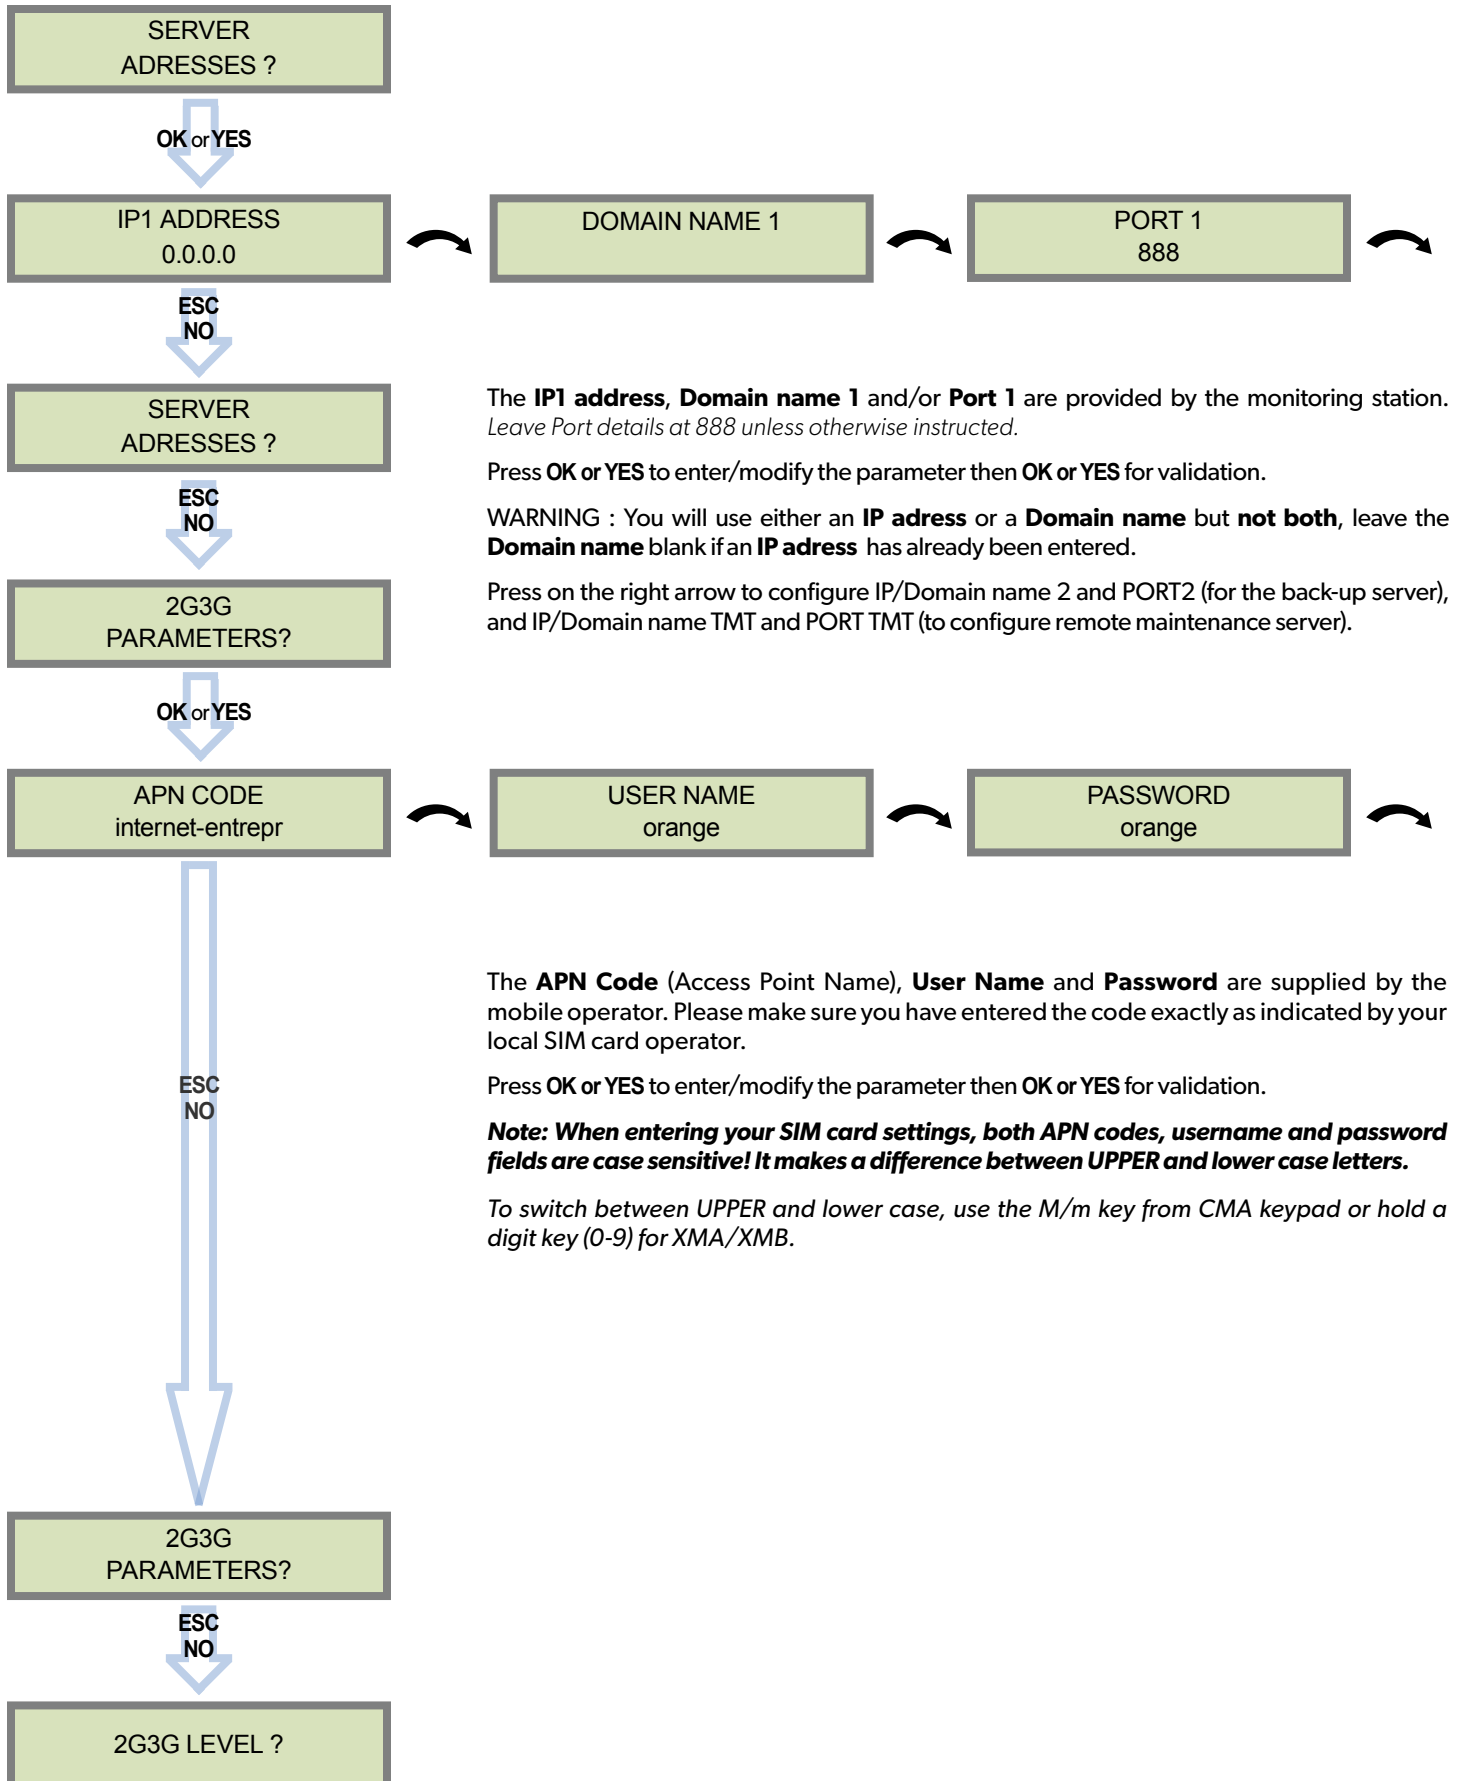 SERVER
ADRESSES ?
OK or YES
IP1 ADDRESS
0.0.0.0
DOMAIN NAME 1
PORT 1
888
ESC
NO
SERVER
ADRESSES ?
The IP1 address, Domain name 1 and/or Port 1 are provided by the monitoring station.
Leave Port details at 888 unless otherwise instructed.
Press OK or YES to enter/modify the parameter then OK or YES for validation.
WARNING : You will use either an IP adress or a Domain name but not both, leave the
Domain name blank if an IP adress has already been entered.
Press on the right arrow to configure IP/Domain name 2 and PORT2 (for the back-up server),
and IP/Domain name TMT and PORT TMT (to configure remote maintenance server).
ESC
NO
2G3G
PARAMETERS?
OK or YES
APN CODE
internet-entrepr
USER NAME
orange
PASSWORD
orange
The APN Code (Access Point Name), User Name and Password are supplied by the
mobile operator. Please make sure you have entered the code exactly as indicated by your
local SIM card operator.
Press OK or YES to enter/modify the parameter then OK or YES for validation.
Note: When entering your SIM card settings, both APN codes, username and password
fields are case sensitive! It makes a difference between UPPER and lower case letters.
To switch between UPPER and lower case, use the M/m key from CMA keypad or hold a
digit key (0-9) for XMA/XMB.
ESC
NO
2G3G
PARAMETERS?
ESC
NO
2G3G LEVEL ?